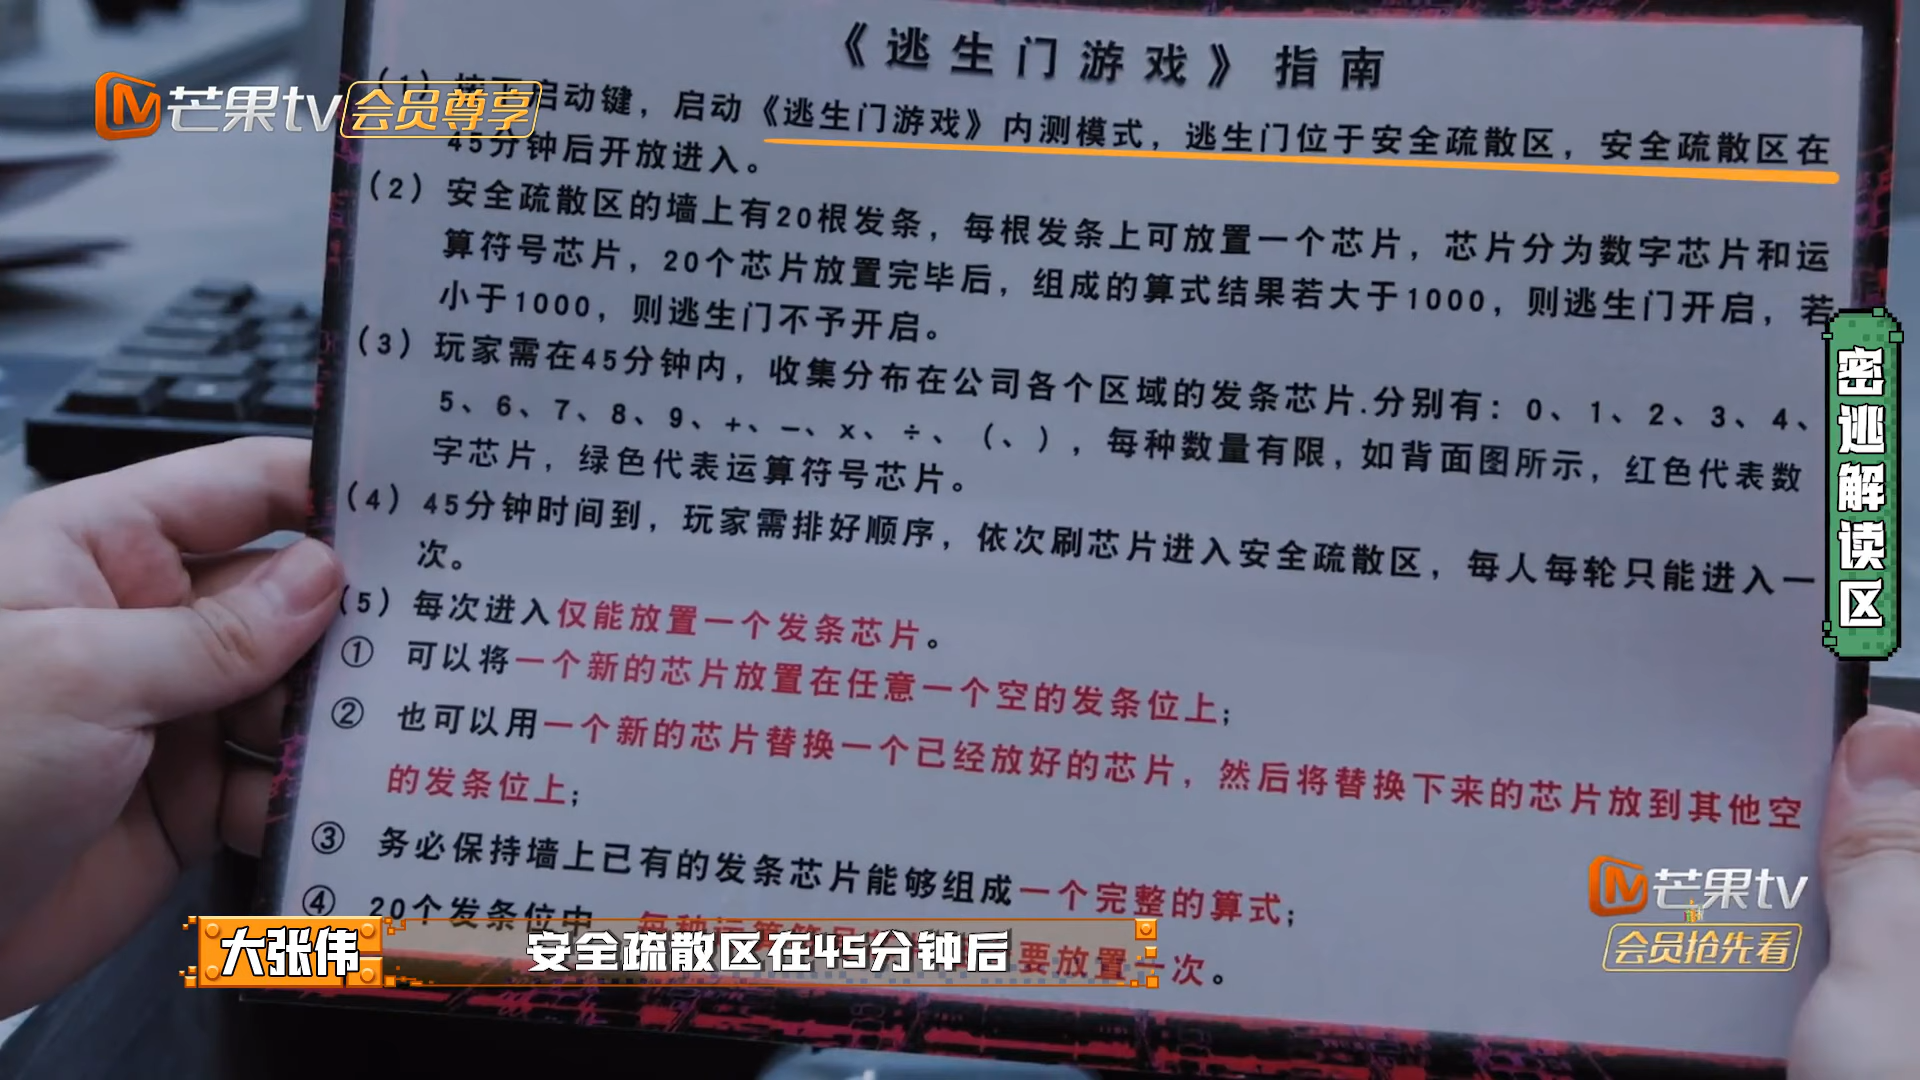 《逃生门游戏》指南
(1) 启动键，启动《逃生门游戏》内测模式，逃生门位于安全疏散区，安全疏散区在
45分钟后开放进入。
(2) 安全疏散区的墙上有20根发条，每根发条上可放置一个芯片，芯片分为数字芯片和运
算符号芯片，20个芯片放置完毕后，组成的算式结果若大于1000，则逃生门开启，若
小于1000，则逃生门不予开启。
(3) 玩家需在45分钟内，收集分布在公司各个区域的发条芯片.分别有：0、1、2、3、4、
5、6、7、8、9、+、−、x、÷、（、），每种数量有限，如背面图所示，红色代表数
字芯片，绿色代表运算符号芯片。
(4) 45分钟时间到，玩家需排好顺序，依次刷芯片进入安全疏散区，每人每轮只能进入一
次。
(5) 每次进入仅能放置一个发条芯片。
① 可以将一个新的芯片放置在任意一个空的发条位上；
② 也可以用一个新的芯片替换一个已经放好的芯片，然后将替换下来的芯片放到其他空
的发条位上；
③ 务必保持墙上已有的发条芯片能够组成一个完整的算式；
④ 20个发条位中 要放置一次。
芒果tv 会员尊享
密逃解读区
芒果tv
会员抢先看
大张伟 安全疏散区在45分钟后